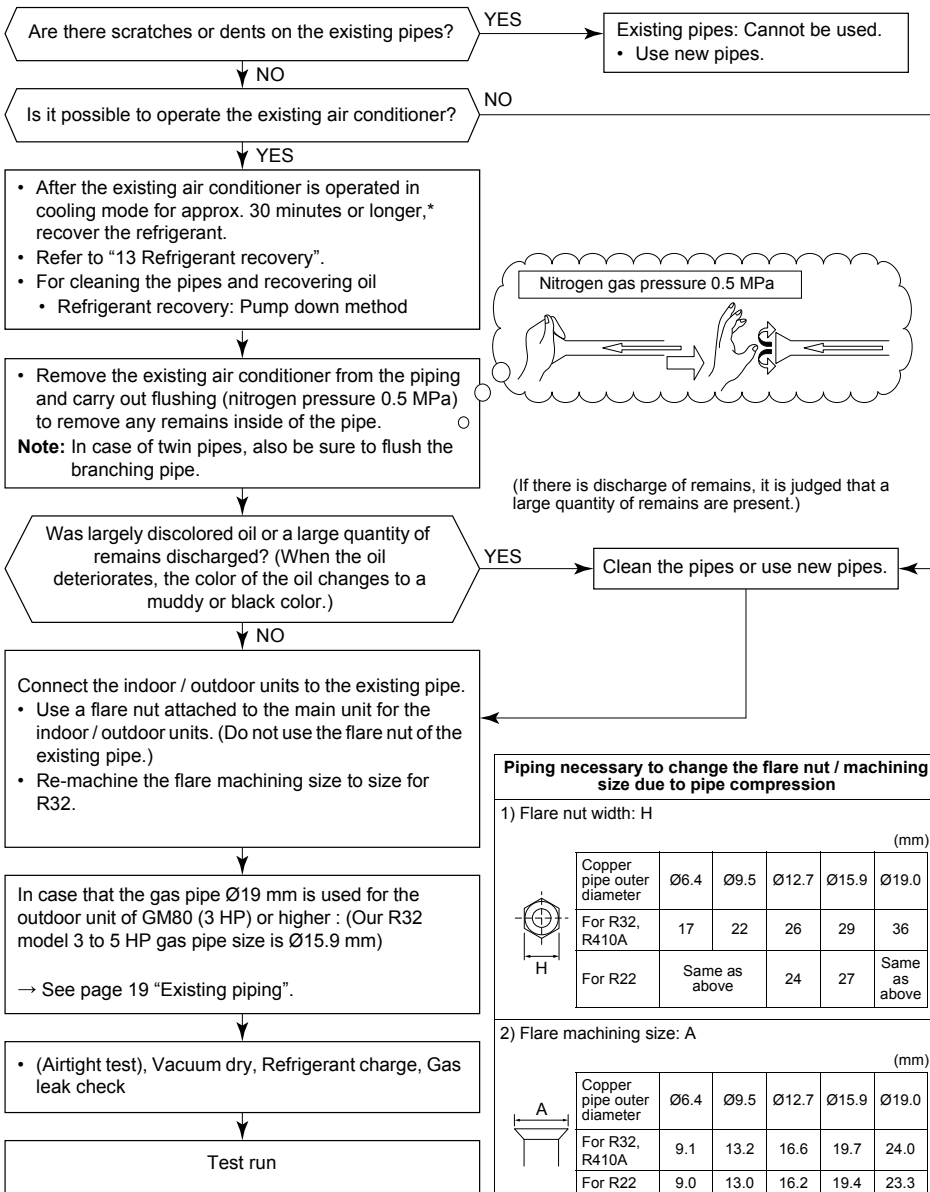 Are there scratches or dents on the existing pipes?
YES
Existing pipes: Cannot be used.
• Use new pipes.
NO
Is it possible to operate the existing air conditioner?
NO
YES
• After the existing air conditioner is operated in
cooling mode for approx. 30 minutes or longer,*
recover the refrigerant.
• Refer to “13 Refrigerant recovery”.
• For cleaning the pipes and recovering oil
• Refrigerant recovery: Pump down method
Nitrogen gas pressure 0.5 MPa
• Remove the existing air conditioner from the piping
and carry out flushing (nitrogen pressure 0.5 MPa)
to remove any remains inside of the pipe.
Note: In case of twin pipes, also be sure to flush the
branching pipe.
(If there is discharge of remains, it is judged that a
large quantity of remains are present.)
Was largely discolored oil or a large quantity of
remains discharged? (When the oil
deteriorates, the color of the oil changes to a
muddy or black color.)
YES
Clean the pipes or use new pipes.
NO
Connect the indoor / outdoor units to the existing pipe.
• Use a flare nut attached to the main unit for the
indoor / outdoor units. (Do not use the flare nut of the
existing pipe.)
• Re-machine the flare machining size to size for
R32.
In case that the gas pipe Ø19 mm is used for the
outdoor unit of GM80 (3 HP) or higher : (Our R32
model 3 to 5 HP gas pipe size is Ø15.9 mm)
→ See page 19 “Existing piping”.
• (Airtight test), Vacuum dry, Refrigerant charge, Gas
leak check
Test run
Piping necessary to change the flare nut / machining
size due to pipe compression
1) Flare nut width: H
(mm)
H
Copper
pipe outer
diameter
Ø6.4 Ø9.5 Ø12.7 Ø15.9 Ø19.0
For R32,
R410A
17 22 26 29 36
For R22
Same as
above
24 27
Same
as
above
2) Flare machining size: A
(mm)
A
Copper
pipe outer
diameter
Ø6.4 Ø9.5 Ø12.7 Ø15.9 Ø19.0
For R32,
R410A
9.1 13.2 16.6 19.7 24.0
For R22 9.0 13.0 16.2 19.4 23.3